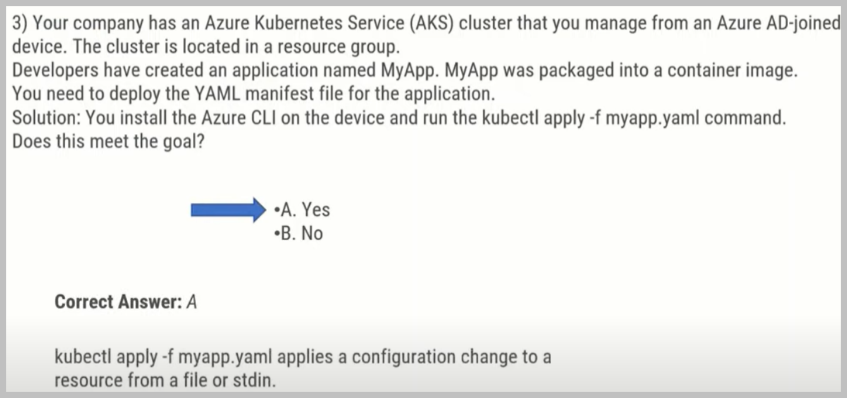 3) Your company has an Azure Kubernetes Service (AKS) cluster that you manage from an Azure AD-joined
device. The cluster is located in a resource group.
Developers have created an application named MyApp. MyApp was packaged into a container image.
You need to deploy the YAML manifest file for the application.
Solution: You install the Azure CLI on the device and run the kubectl apply -f myapp.yaml command.
Does this meet the goal?
•A. Yes
•B. No
Correct Answer: A
kubectl apply -f myapp.yaml applies a configuration change to a
resource from a file or stdin.